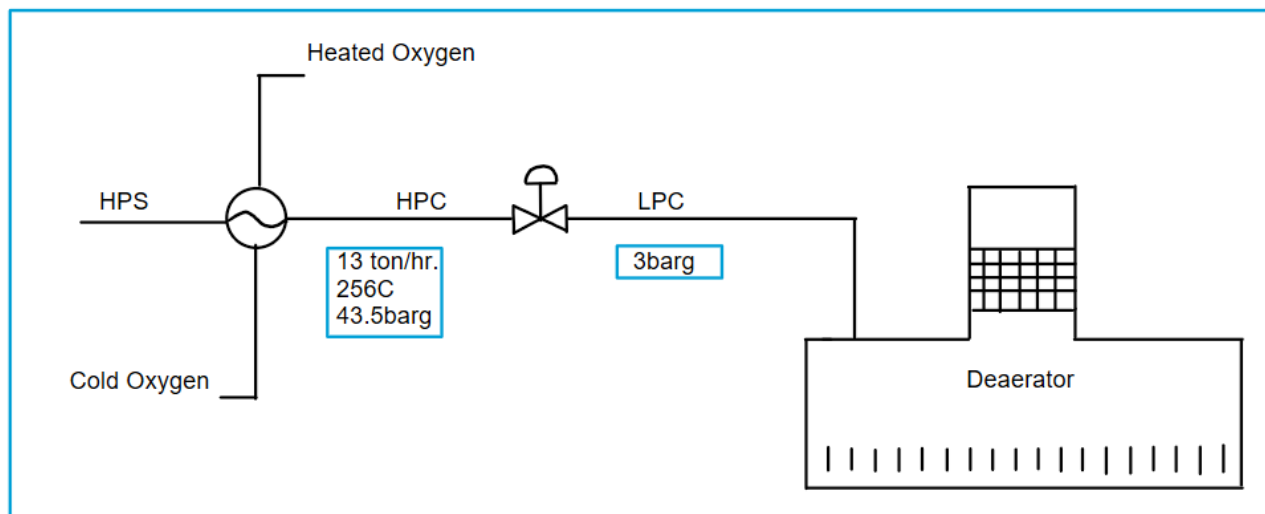 Heated Oxygen
HPS
HPC
LPC
13 ton/hr.
256C
43.5barg
3barg
Cold Oxygen
Deaerator